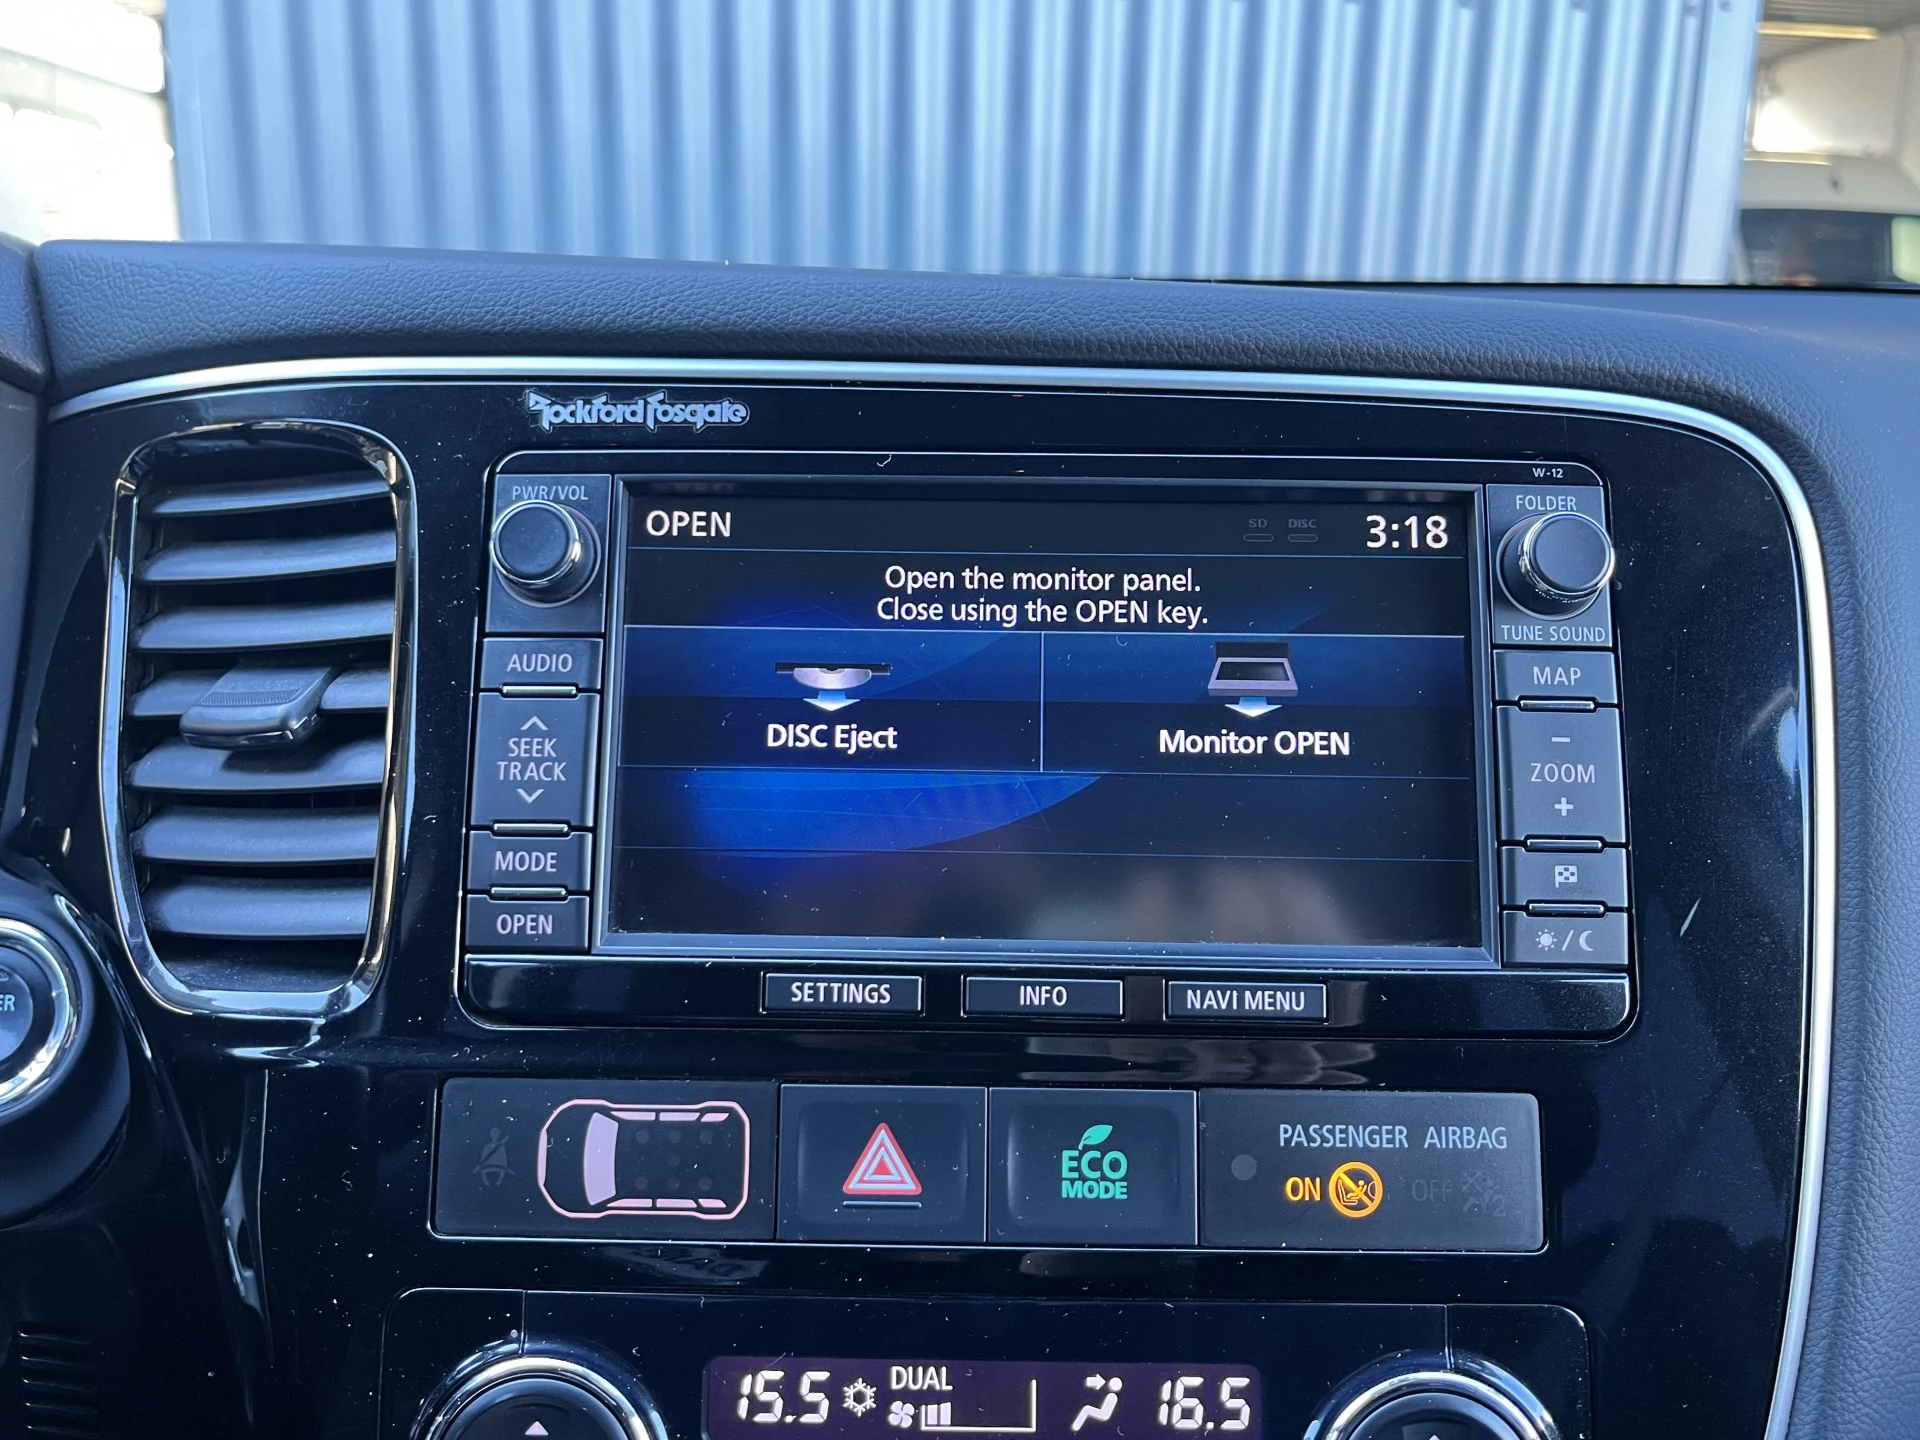 Rockford Fosgate
W-12
PWR/VOL
FOLDER
OPEN
SD
DISC
3:18
Open the monitor panel.
Close using the OPEN key.
TUNE SOUND
AUDIO
MAP
SEEK
TRACK
DISC Eject
Monitor OPEN
ZOOM
MODE
OPEN
SETTINGS
INFO
NAVI MENU
PASSENGER AIRBAG
ECO
MODE
ON
OFF
15.5
DUAL
16.5